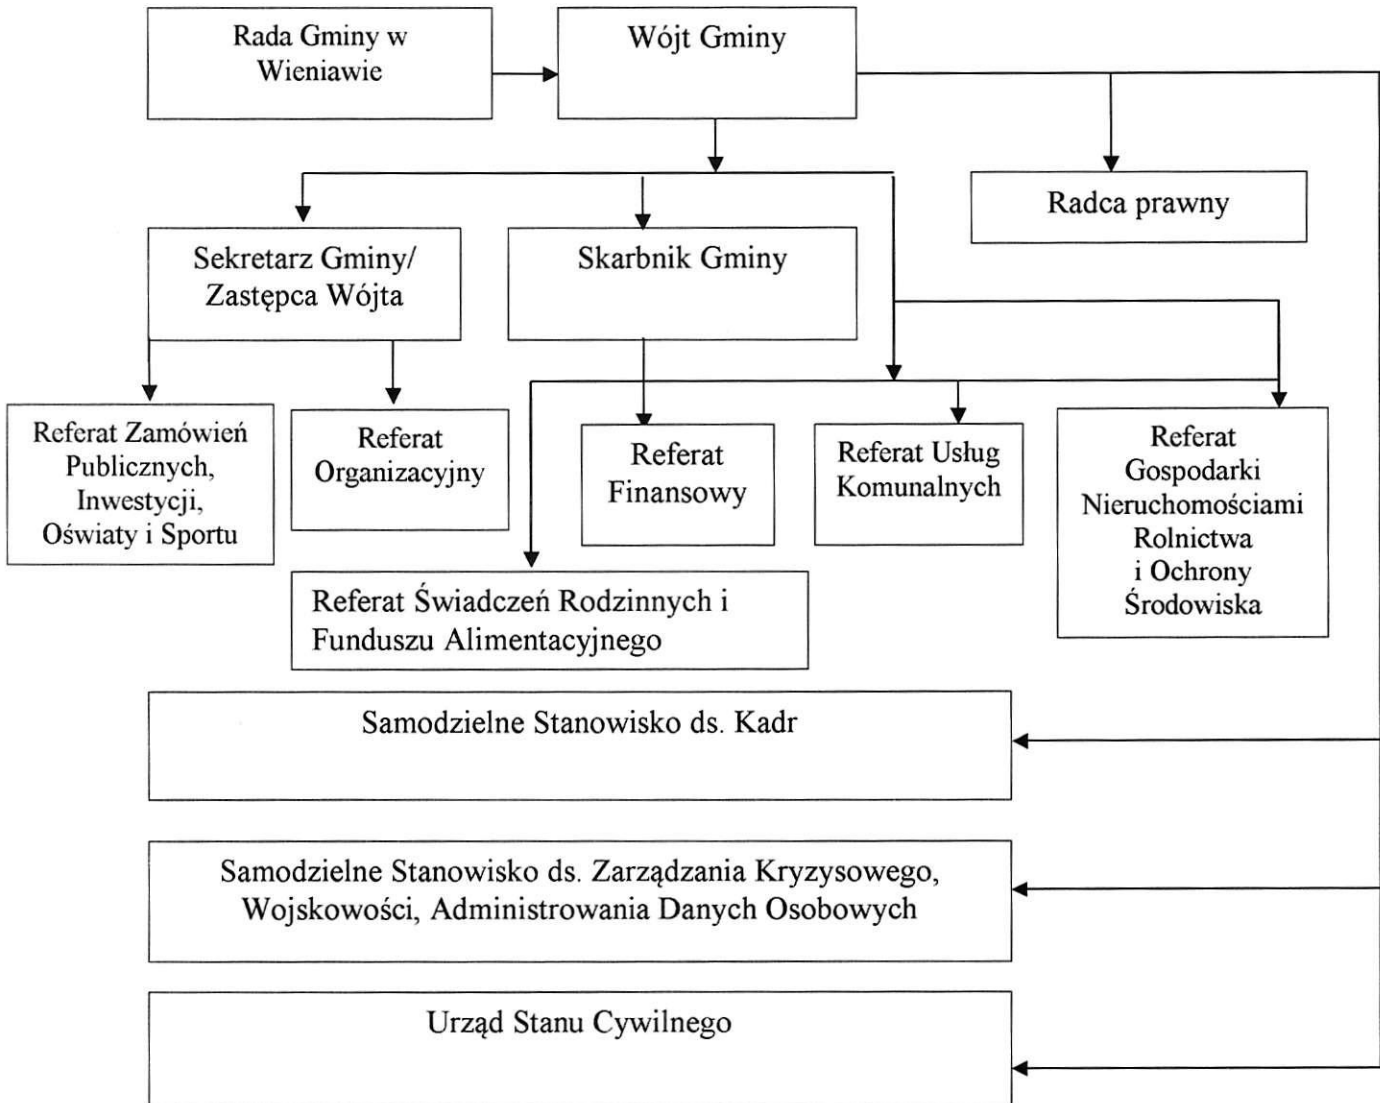 Rada Gminy w
Wieniawie
Wójt Gminy
Radca prawny
Sekretarz Gminy/
Zastępca Wójta
Skarbnik Gminy
Referat Zamówień
Publicznych,
Inwestycji,
Oświaty i Sportu
Referat
Organizacyjny
Referat
Finansowy
Referat Usług
Komunalnych
Referat
Gospodarki
Nieruchomościami
Rolnictwa
i Ochrony
Środowiska
Referat Świadczeń Rodzinnych i
Funduszu Alimentacyjnego
Samodzielne Stanowisko ds. Kadr
Samodzielne Stanowisko ds. Zarządzania Kryzysowego,
Wojskowości, Administrowania Danych Osobowych
Urząd Stanu Cywilnego